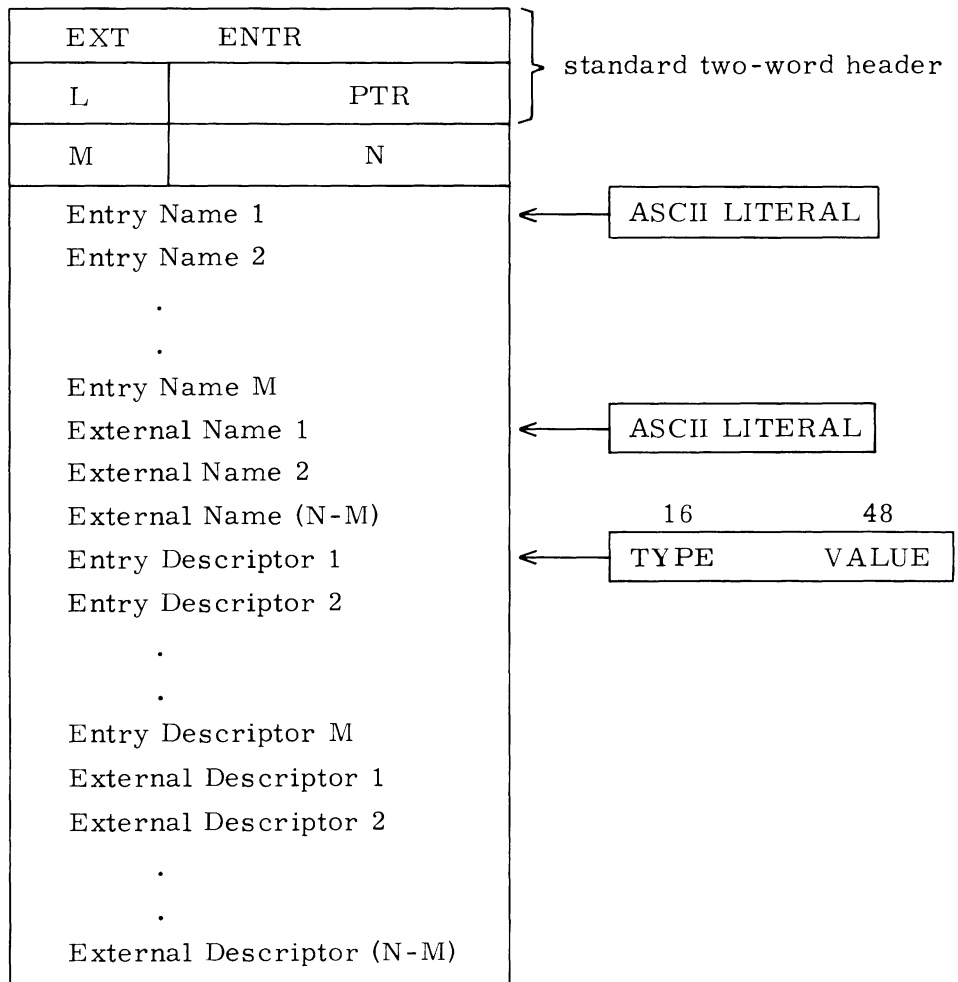 EXT ENTR
standard two-word header
L PTR
M N
Entry Name 1
ASCII LITERAL
Entry Name 2
.
.
Entry Name M
External Name 1
ASCII LITERAL
External Name 2
External Name (N-M)
16 48
Entry Descriptor 1
TYPE VALUE
Entry Descriptor 2
.
.
Entry Descriptor M
External Descriptor 1
External Descriptor 2
.
.
External Descriptor (N-M)